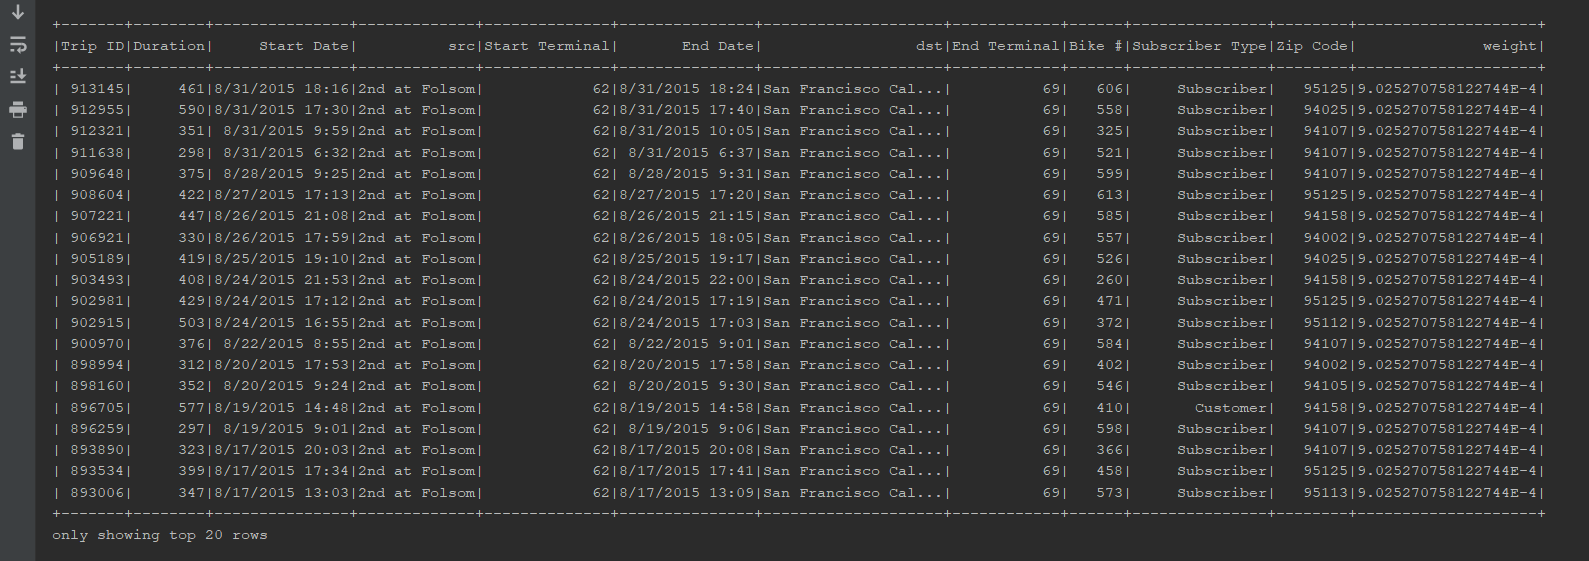 +-------+--------+---------------+-------------+--------------+---------------+--------------------+------------+------+---------------+--------+--------------------+
|Trip ID|Duration|     Start Date|          src|Start Terminal|       End Date|                 dst|End Terminal|Bike #|Subscriber Type|Zip Code|              weight|
+-------+--------+---------------+-------------+--------------+---------------+--------------------+------------+------+---------------+--------+--------------------+
| 913145|     461|8/31/2015 18:16|2nd at Folsom|            62|8/31/2015 18:24|San Francisco Cal...|          69|   606|     Subscriber|   95125|9.025270758122744E-4|
| 912955|     590|8/31/2015 17:30|2nd at Folsom|            62|8/31/2015 17:40|San Francisco Cal...|          69|   558|     Subscriber|   94025|9.025270758122744E-4|
| 912321|     351| 8/31/2015 9:59|2nd at Folsom|            62|8/31/2015 10:05|San Francisco Cal...|          69|   325|     Subscriber|   94107|9.025270758122744E-4|
| 911638|     298| 8/31/2015 6:32|2nd at Folsom|            62| 8/31/2015 6:37|San Francisco Cal...|          69|   521|     Subscriber|   94107|9.025270758122744E-4|
| 909648|     375| 8/28/2015 9:25|2nd at Folsom|            62| 8/28/2015 9:31|San Francisco Cal...|          69|   599|     Subscriber|   94107|9.025270758122744E-4|
| 908604|     422|8/27/2015 17:13|2nd at Folsom|            62|8/27/2015 17:20|San Francisco Cal...|          69|   613|     Subscriber|   95125|9.025270758122744E-4|
| 907221|     447|8/26/2015 21:08|2nd at Folsom|            62|8/26/2015 21:15|San Francisco Cal...|          69|   585|     Subscriber|   94158|9.025270758122744E-4|
| 906921|     330|8/26/2015 17:59|2nd at Folsom|            62|8/26/2015 18:05|San Francisco Cal...|          69|   557|     Subscriber|   94002|9.025270758122744E-4|
| 905189|     419|8/25/2015 19:10|2nd at Folsom|            62|8/25/2015 19:17|San Francisco Cal...|          69|   526|     Subscriber|   94025|9.025270758122744E-4|
| 903493|     408|8/24/2015 21:53|2nd at Folsom|            62|8/24/2015 22:00|San Francisco Cal...|          69|   260|     Subscriber|   94158|9.025270758122744E-4|
| 902981|     429|8/24/2015 17:12|2nd at Folsom|            62|8/24/2015 17:19|San Francisco Cal...|          69|   471|     Subscriber|   95125|9.025270758122744E-4|
| 902915|     503|8/24/2015 16:55|2nd at Folsom|            62|8/24/2015 17:03|San Francisco Cal...|          69|   372|     Subscriber|   95112|9.025270758122744E-4|
| 900970|     376| 8/22/2015 8:55|2nd at Folsom|            62| 8/22/2015 9:01|San Francisco Cal...|          69|   584|     Subscriber|   94107|9.025270758122744E-4|
| 898994|     312|8/20/2015 17:53|2nd at Folsom|            62|8/20/2015 17:58|San Francisco Cal...|          69|   402|     Subscriber|   94002|9.025270758122744E-4|
| 898160|     352| 8/20/2015 9:24|2nd at Folsom|            62| 8/20/2015 9:30|San Francisco Cal...|          69|   546|     Subscriber|   94105|9.025270758122744E-4|
| 896705|     577|8/19/2015 14:48|2nd at Folsom|            62|8/19/2015 14:58|San Francisco Cal...|          69|   410|       Customer|   94158|9.025270758122744E-4|
| 896259|     297| 8/19/2015 9:01|2nd at Folsom|            62| 8/19/2015 9:06|San Francisco Cal...|          69|   598|     Subscriber|   94107|9.025270758122744E-4|
| 893890|     323|8/17/2015 20:03|2nd at Folsom|            62|8/17/2015 20:08|San Francisco Cal...|          69|   366|     Subscriber|   94107|9.025270758122744E-4|
| 893534|     399|8/17/2015 17:34|2nd at Folsom|            62|8/17/2015 17:41|San Francisco Cal...|          69|   458|     Subscriber|   95125|9.025270758122744E-4|
| 893006|     347|8/17/2015 13:03|2nd at Folsom|            62|8/17/2015 13:09|San Francisco Cal...|          69|   573|     Subscriber|   95113|9.025270758122744E-4|
+-------+--------+---------------+-------------+--------------+---------------+--------------------+------------+------+---------------+--------+--------------------+
only showing top 20 rows